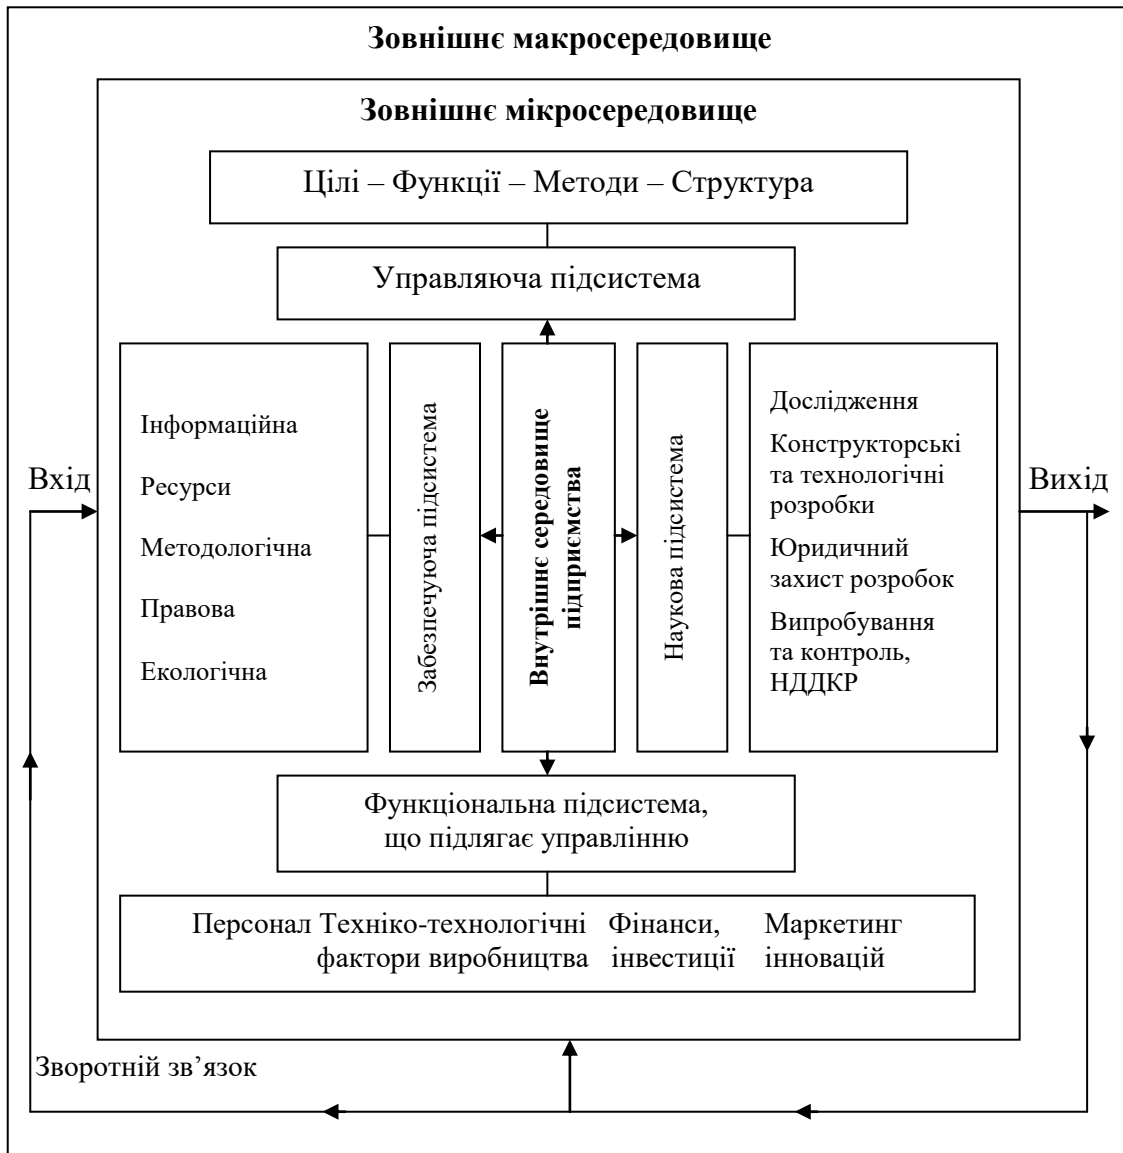 Зовнішнє макросередовище
Зовнішнє мікросередовище
Цілі – Функції – Методи – Структура
Управляюча підсистема
Вхід
Інформаційна
Ресурси
Методологічна
Правова
Екологічна
Забезпечуюча підсистема
Внутрішнє середовище
підприємства
Наукова підсистема
Дослідження
Конструкторські
та технологічні
розробки
Юридичний
захист розробок
Випробування
та контроль,
НДДКР
Вихід
Функціональна підсистема,
що підлягає управлінню
Персонал Техніко-технологічні Фінанси, Маркетинг
фактори виробництва інвестиції інновацій
Зворотній зв’язок